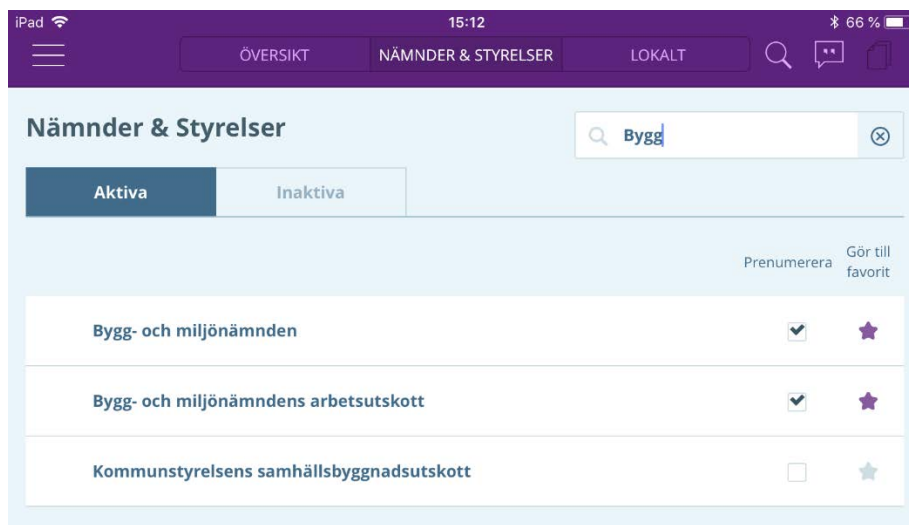 iPad 15:12 66 %
ÖVERSIKT NÄMNDER & STYRELSER LOKALT
Nämnder & Styrelser
Bygg
Aktiva Inaktiva
Prenumerera Gör till
favorit
Bygg- och miljönämnden
Bygg- och miljönämndens arbetsutskott
Kommunstyrelsens samhällsbyggnadsutskott